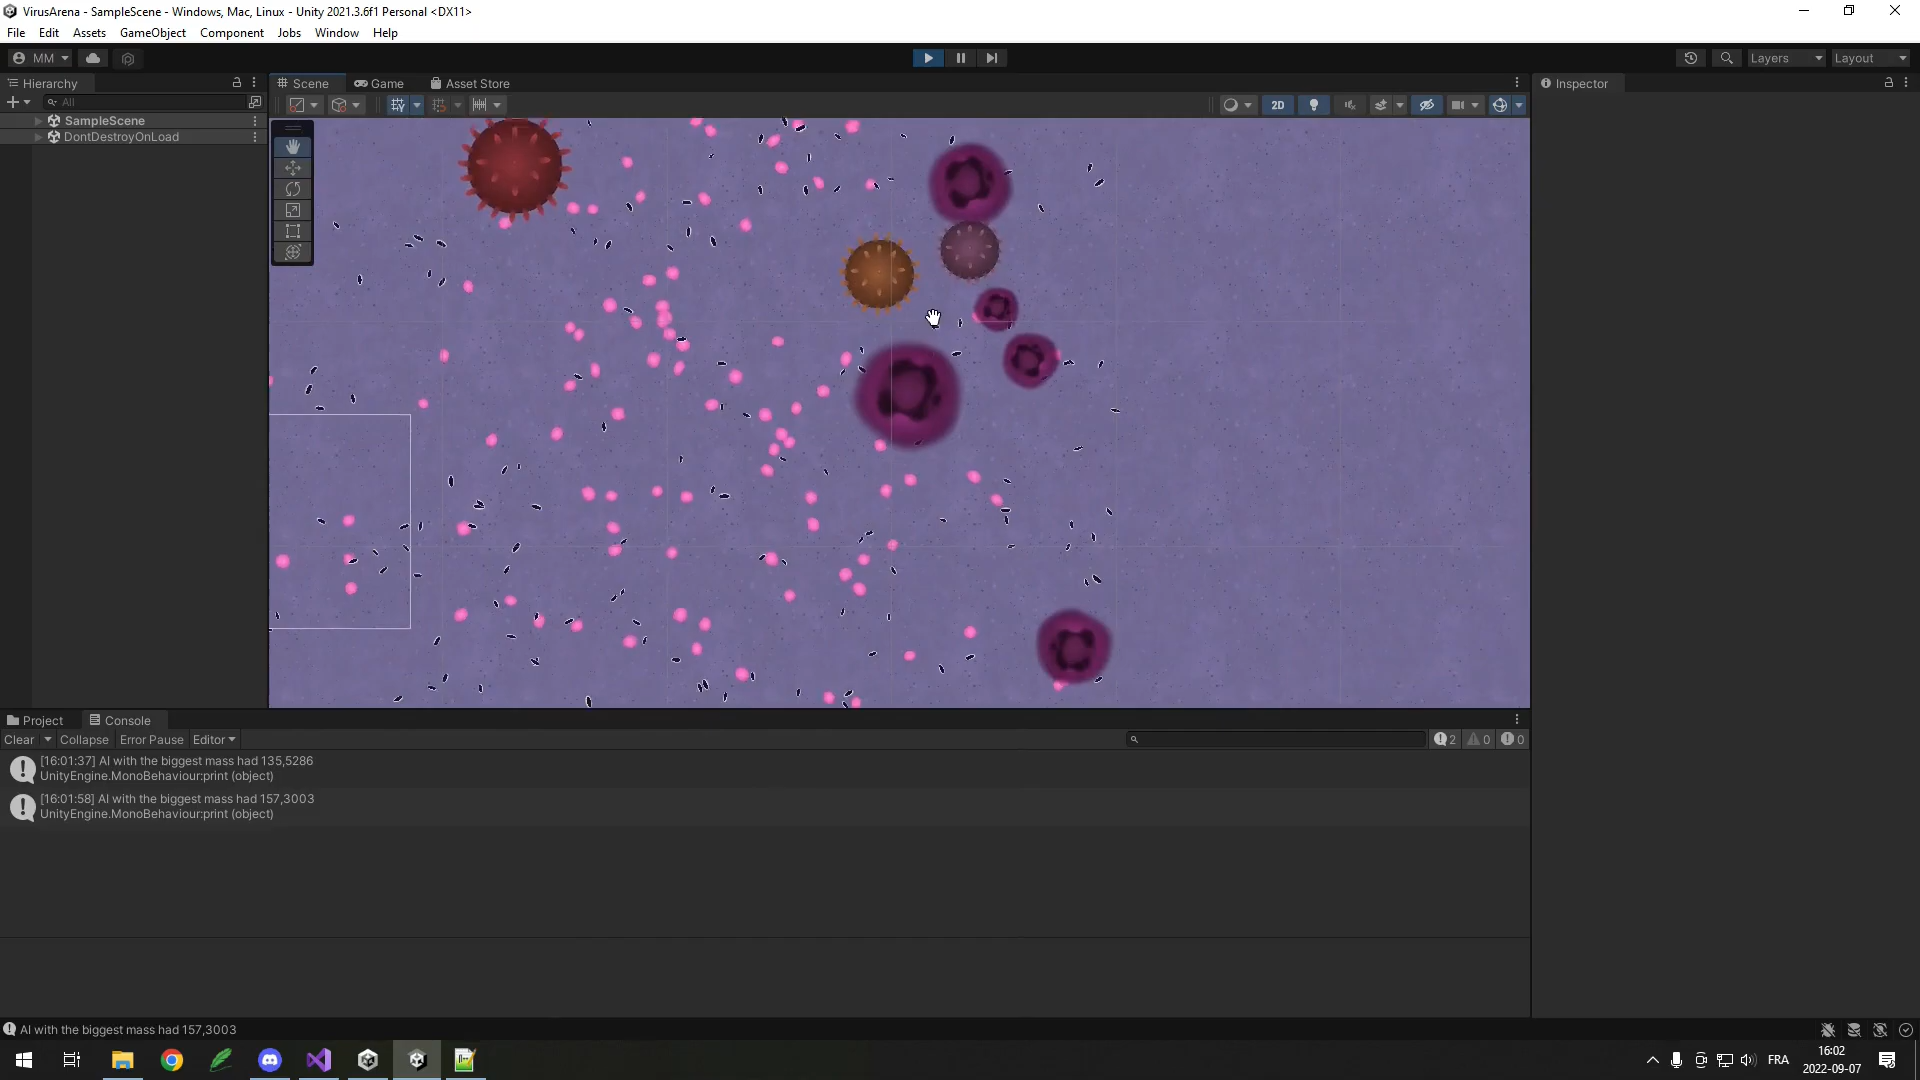 VirusArena - SampleScene - Windows, Mac, Linux - Unity 2021.3.6f1 Personal <DX11>
File Edit Assets GameObject Component Jobs Window Help
MM Layers Layout
Hierarchy Scene Game Asset Store Inspector
All 2D
SampleScene
DontDestroyOnLoad
Project Console
Clear Collapse Error Pause Editor 2 0 0
[16:01:37] AI with the biggest mass had 135,5286
UnityEngine.MonoBehaviour:print (object)
[16:01:58] AI with the biggest mass had 157,3003
UnityEngine.MonoBehaviour:print (object)
AI with the biggest mass had 157,3003
FRA
16:02
2022-09-07